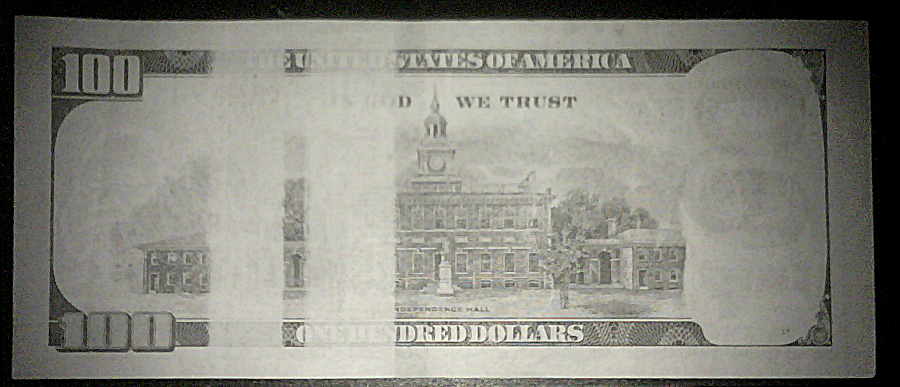 100
THE UNITED STATES OF AMERICA
IN GOD WE TRUST
INDEPENDENCE HALL
100
ONE HUNDRED DOLLARS